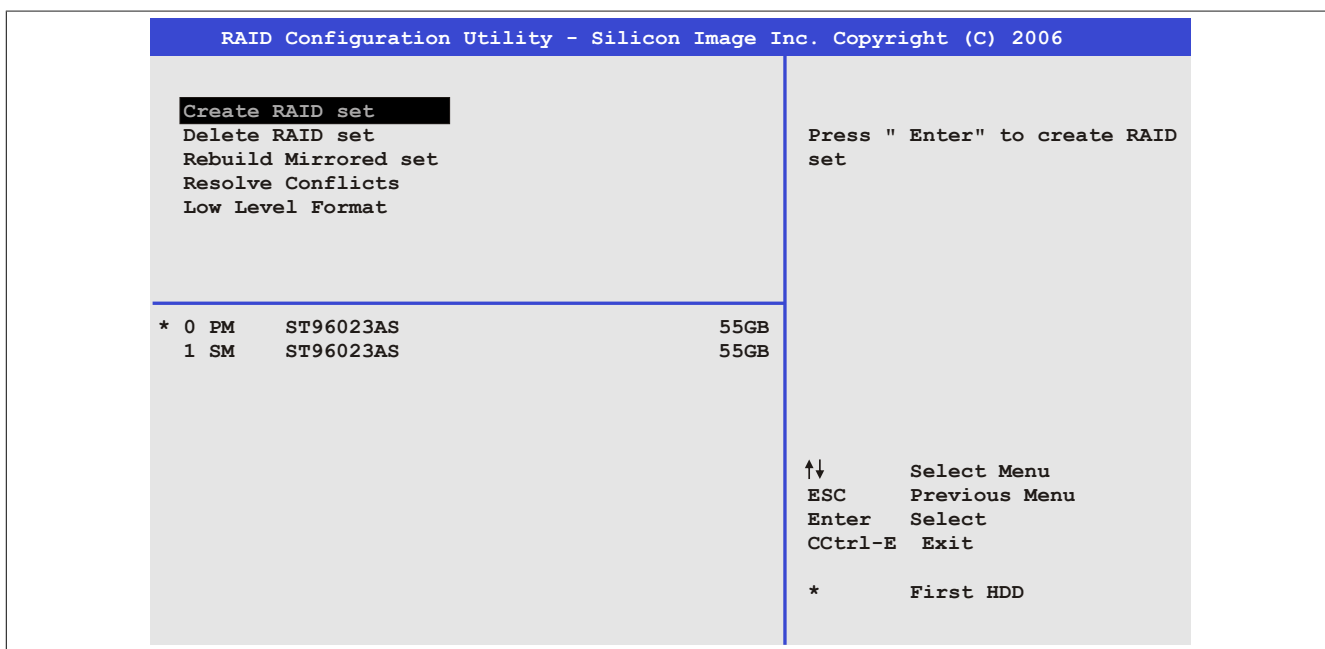 RAID Configuration Utility - Silicon Image Inc. Copyright (C) 2006
Create RAID set
Delete RAID set
Rebuild Mirrored set
Resolve Conflicts
Low Level Format
Press " Enter" to create RAID
set
* 0 PM ST96023AS 55GB
1 SM ST96023AS 55GB
↑↓ Select Menu
ESC Previous Menu
Enter Select
CCtrl-E Exit
* First HDD